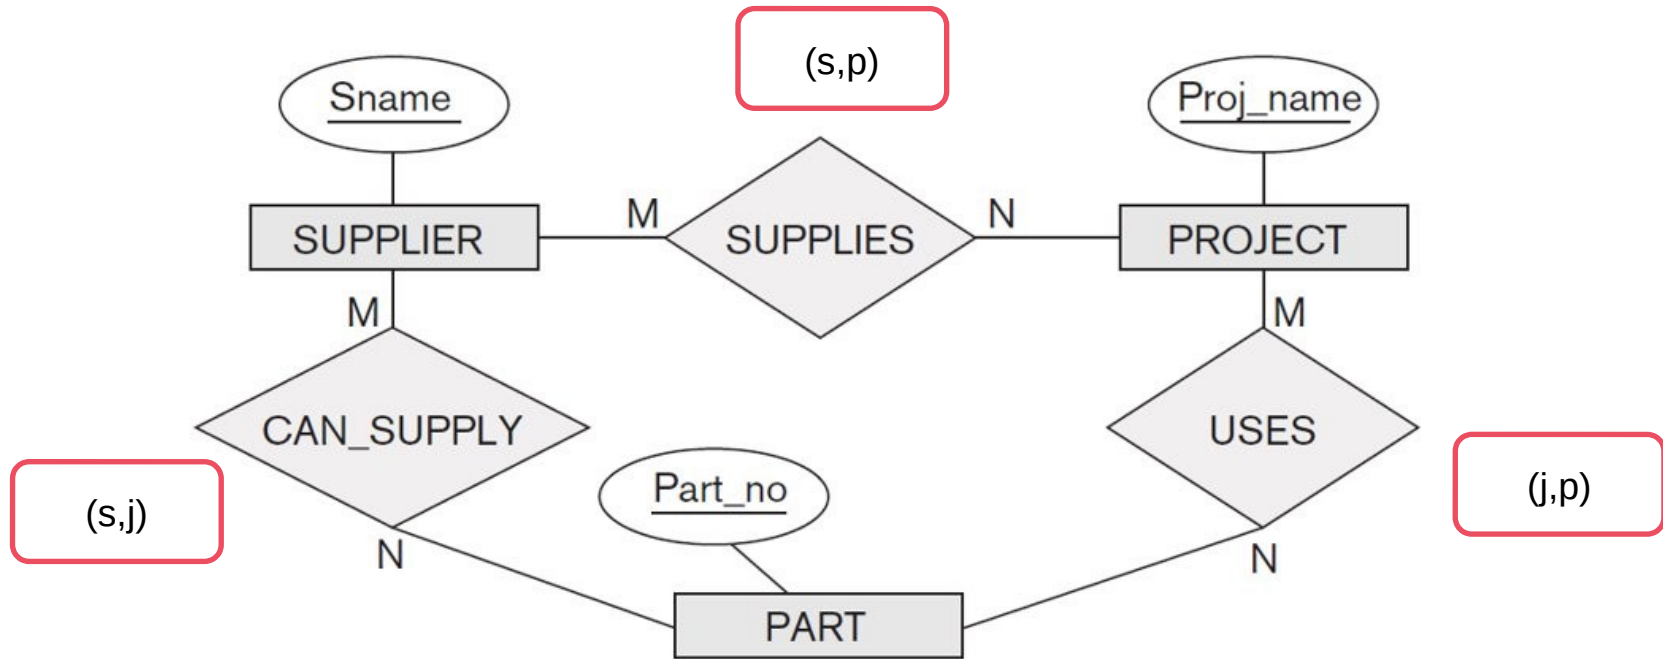 (s,p)
Sname
Proj_name
M
N
SUPPLIER
SUPPLIES
PROJECT
M
M
CAN_SUPPLY
USES
Part_no
(j,p)
(s,j)
N
N
PART